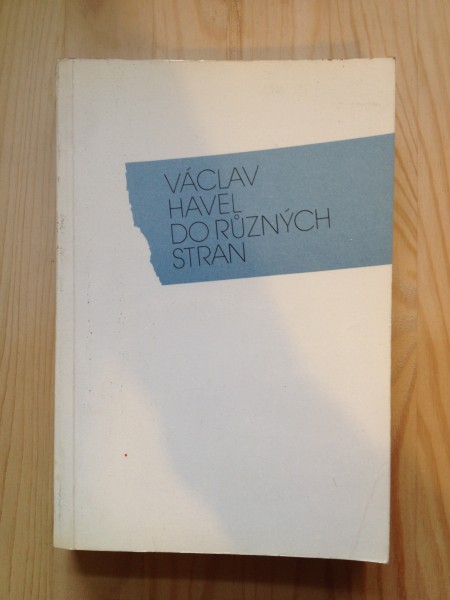 VÁCLAV
HAVEL
DO RŮZNÝCH
STRAN